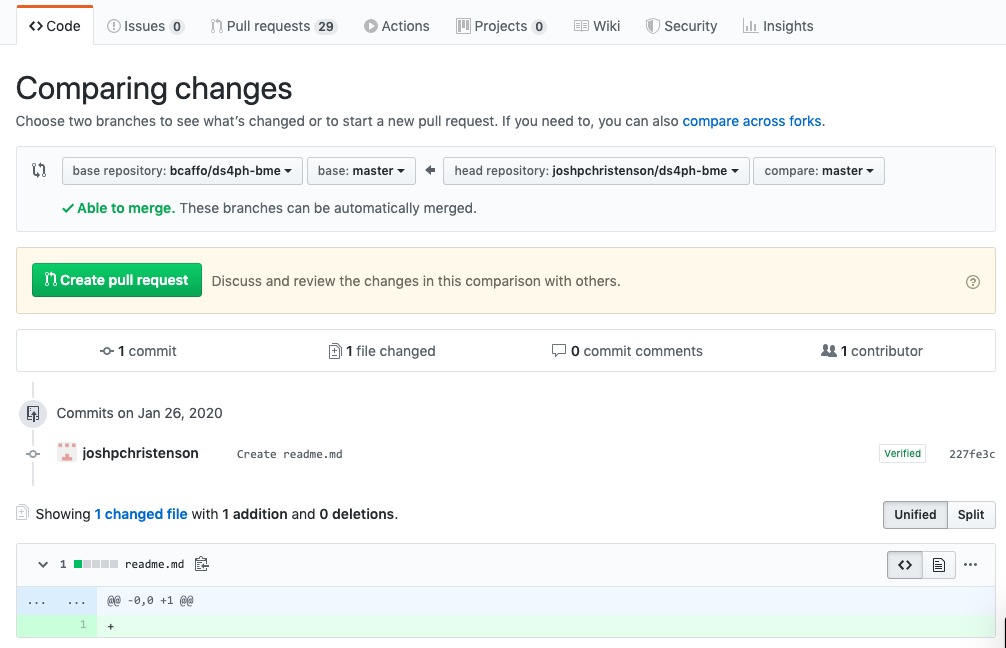 Code Issues 0 Pull requests 29 Actions Projects 0 Wiki Security Insights
Comparing changes
Choose two branches to see what's changed or to start a new pull request. If you need to, you can also compare across forks.
base repository: bcaffo/ds4ph-bme base: master head repository: joshpchristenson/ds4ph-bme compare: master
Able to merge. These branches can be automatically merged.
Create pull request Discuss and review the changes in this comparison with others.
1 commit 1 file changed 0 commit comments 1 contributor
Commits on Jan 26, 2020
joshpchristenson Create readme.md Verified 227fe3c
Showing 1 changed file with 1 addition and 0 deletions. Unified Split
1 readme.md
... ... @@ -0,0 +1 @@
1 +